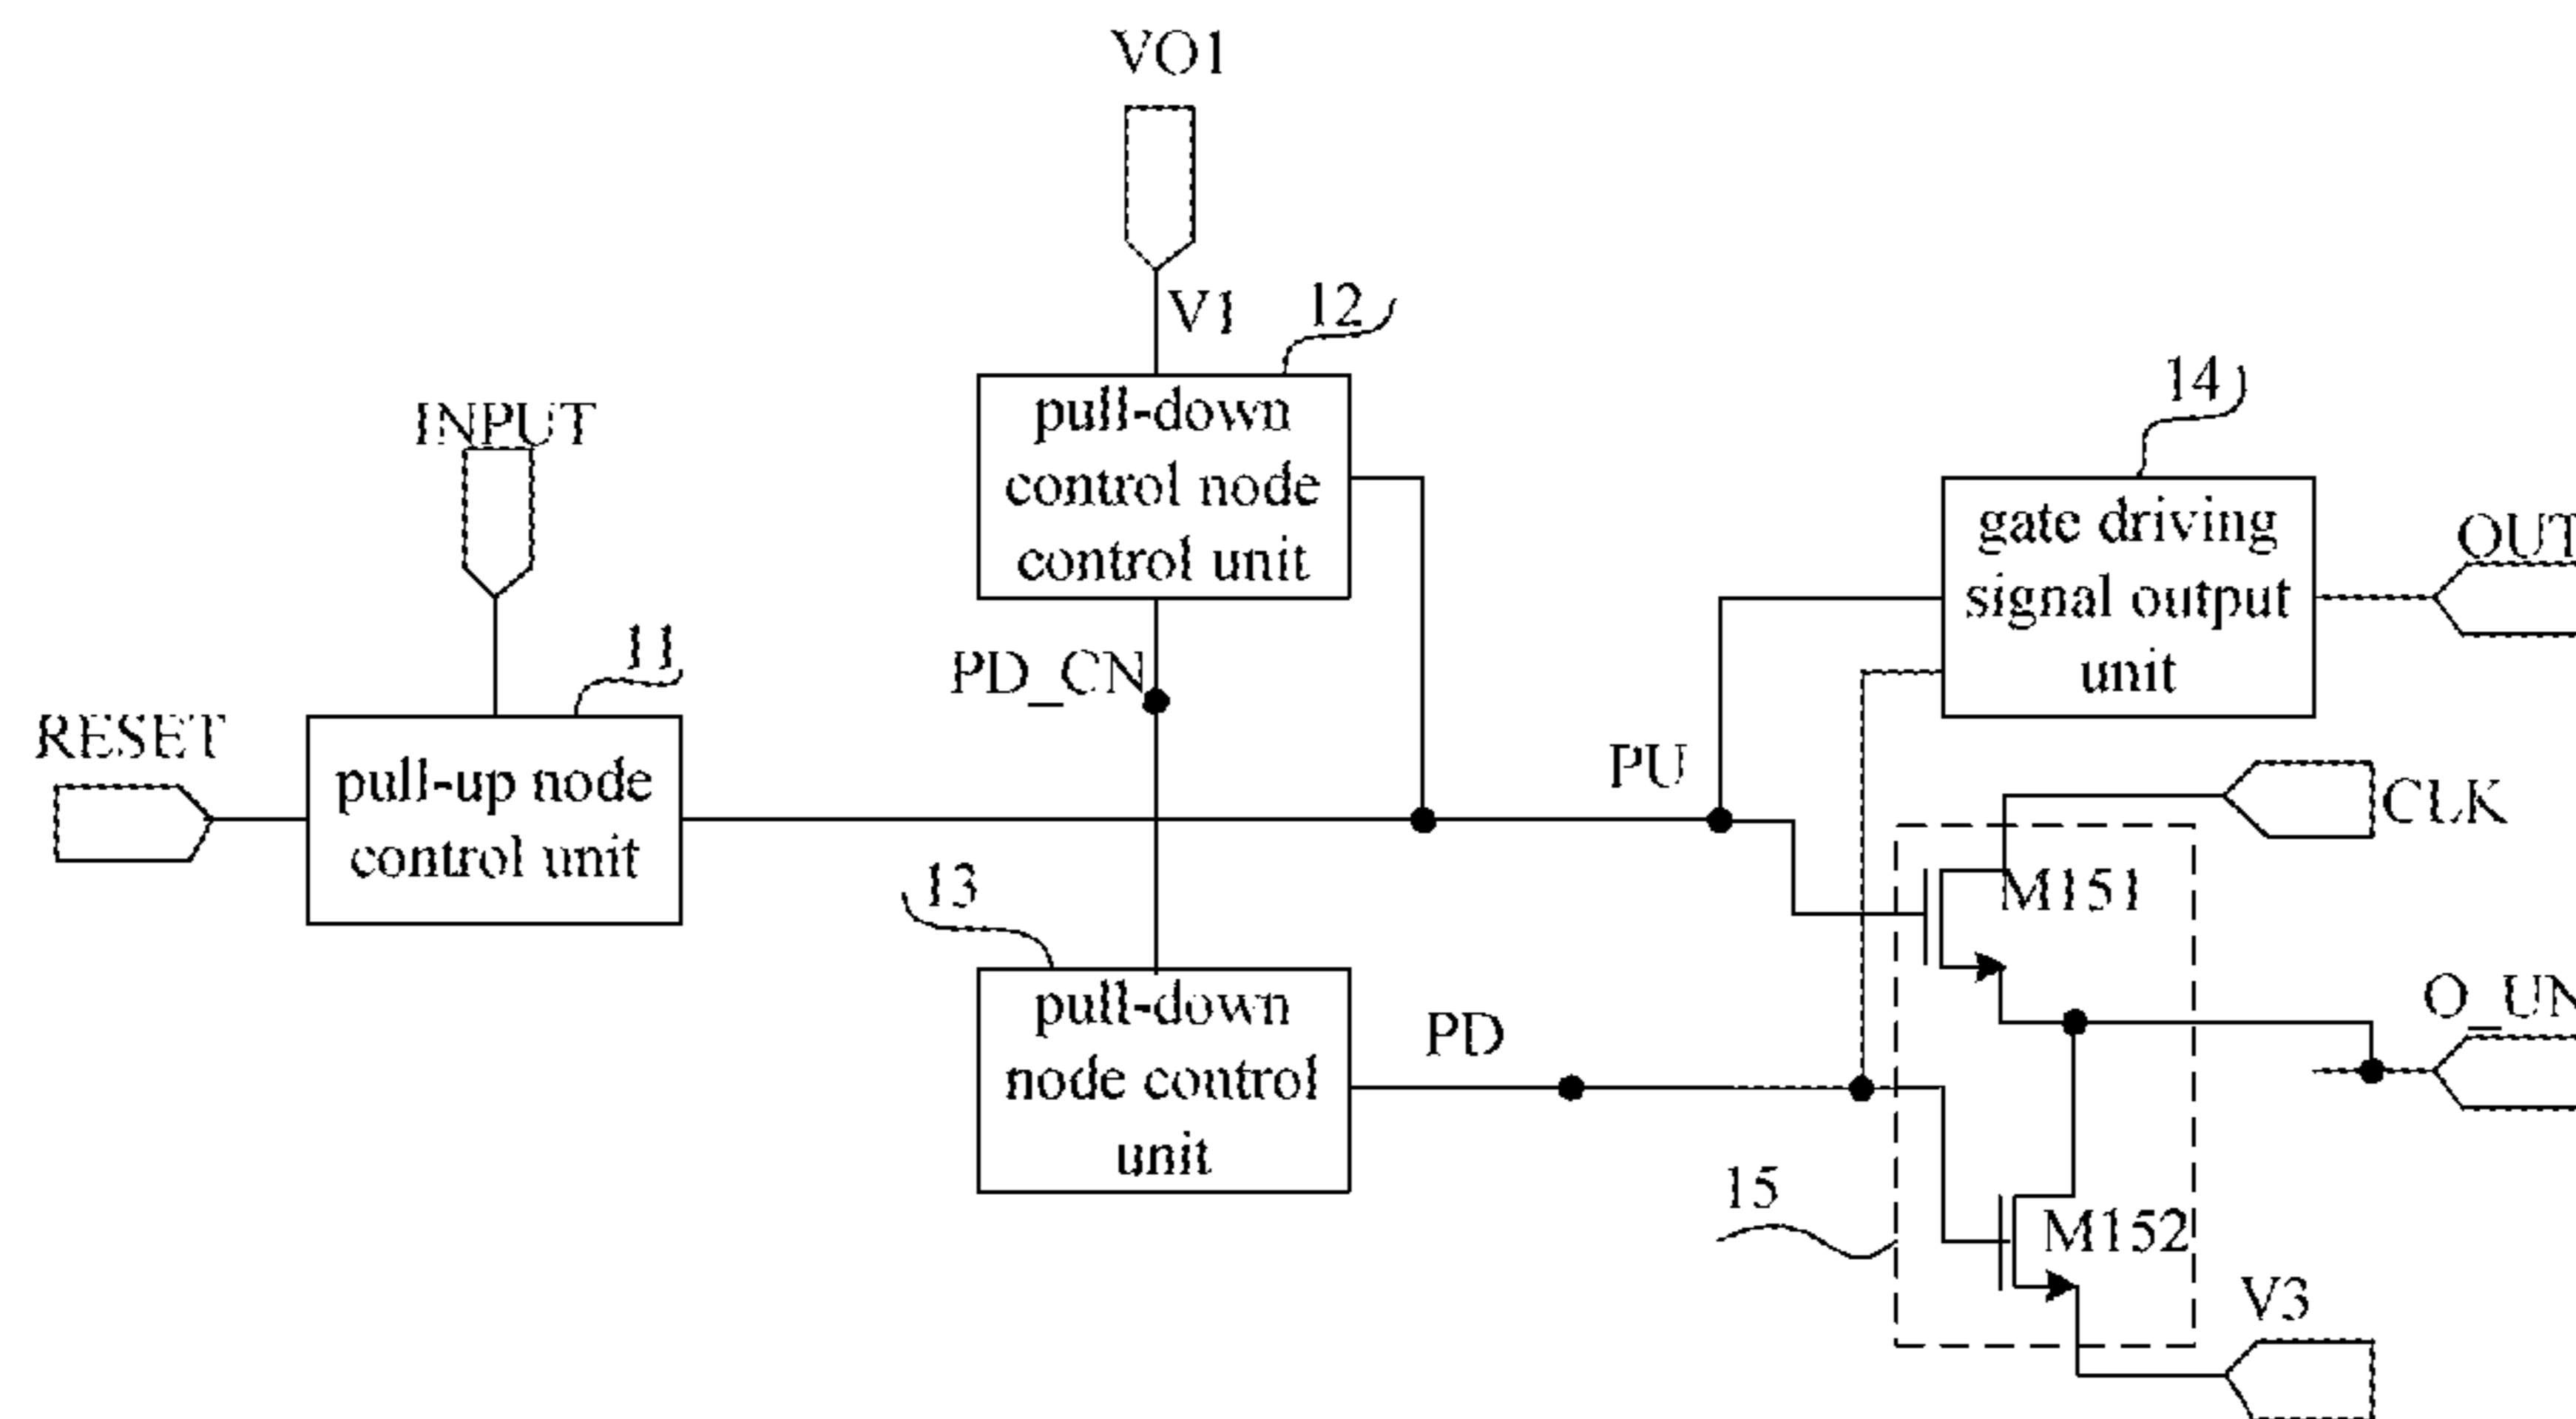 VO1
V1
12
pull-down
control node
control unit
INPUT
11
RESET
pull-up node
control unit
PD_CN
14
gate driving
signal output
unit
PU
CLK
13
pull-down
node control
unit
PD
M151
15
M152
V3